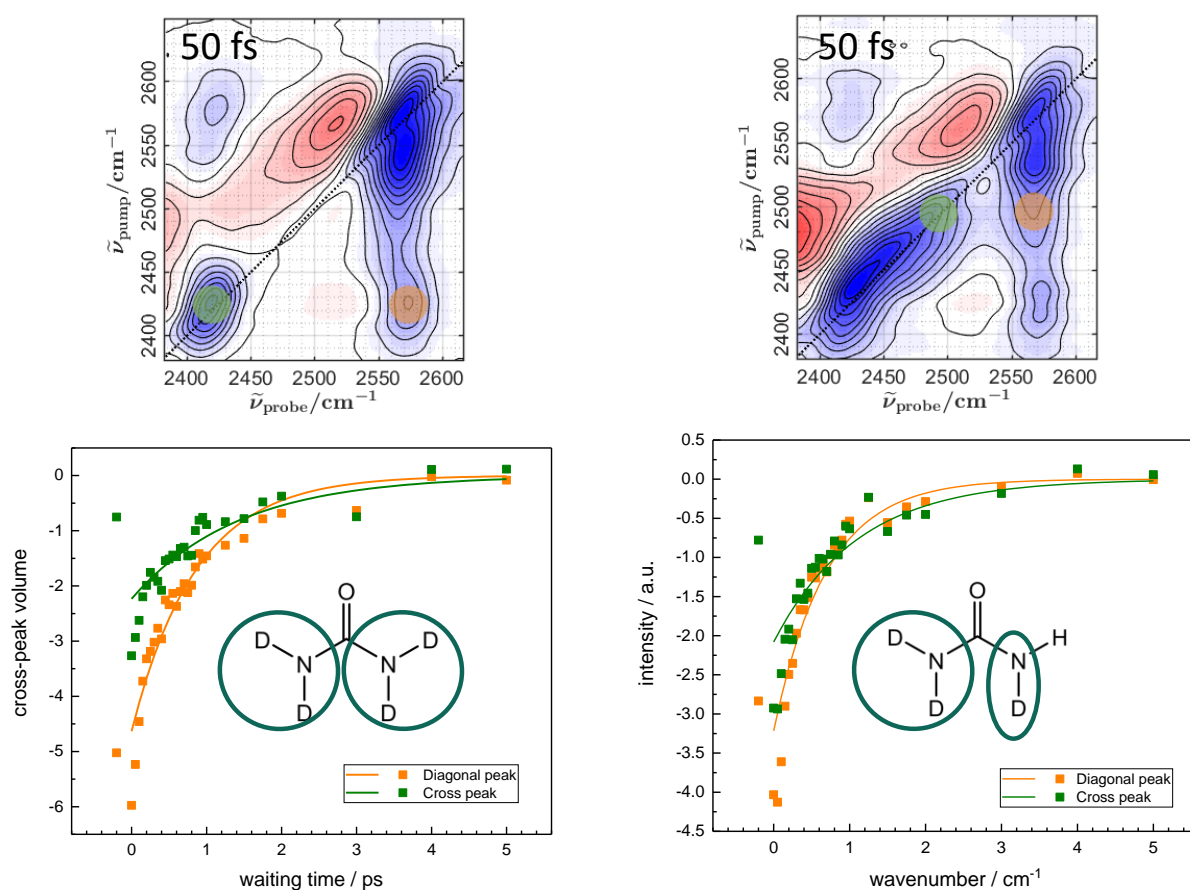 50 fs
ν̃pump/cm⁻¹
2600
2550
2500
2450
2400
2400 2450 2500 2550 2600
ν̃probe/cm⁻¹
50 fs
ν̃pump/cm⁻¹
2600
2550
2500
2450
2400
2400 2450 2500 2550 2600
ν̃probe/cm⁻¹
cross-peak volume
0
-1
-2
-3
-4
-5
-6
O
D N N D
D D
Diagonal peak
Cross peak
0 1 2 3 4 5
waiting time / ps
intensity / a.u.
0.5
0.0
-0.5
-1.0
-1.5
-2.0
-2.5
-3.0
-3.5
-4.0
-4.5
O
D N N H
D D
Diagonal peak
Cross peak
0 1 2 3 4 5
wavenumber / cm⁻¹